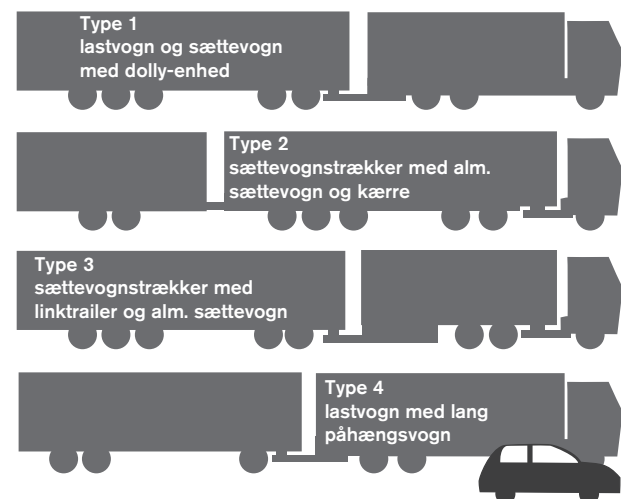 Type 1
lastvogn og sættevogn
med dolly-enhed
Type 2
sættevognstrækker med alm.
sættevogn og kærre
Type 3
sættevognstrækker med
linktrailer og alm. sættevogn
Type 4
lastvogn med lang
påhængsvogn